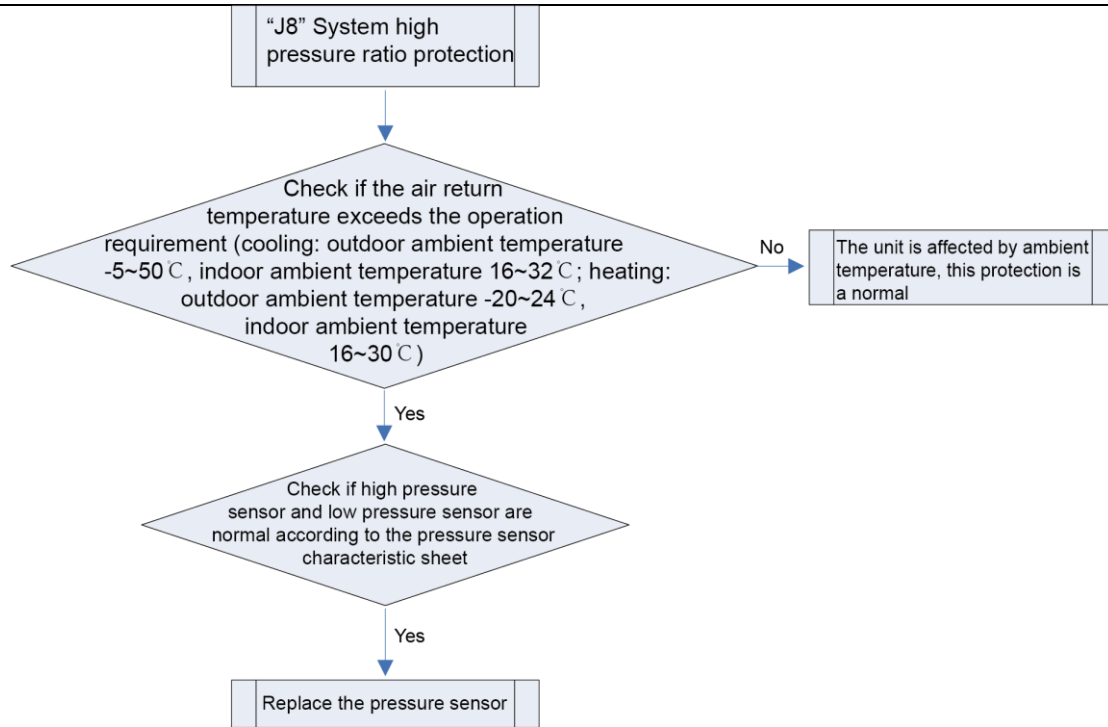 “J8” System high
pressure ratio protection
Check if the air return
temperature exceeds the operation
requirement (cooling: outdoor ambient temperature
-5~50℃, indoor ambient temperature 16~32℃; heating:
outdoor ambient temperature -20~24℃,
indoor ambient temperature
16~30℃)
No
The unit is affected by ambient
temperature, this protection is
a normal
Yes
Check if high pressure
sensor and low pressure sensor are
normal according to the pressure sensor
characteristic sheet
Yes
Replace the pressure sensor